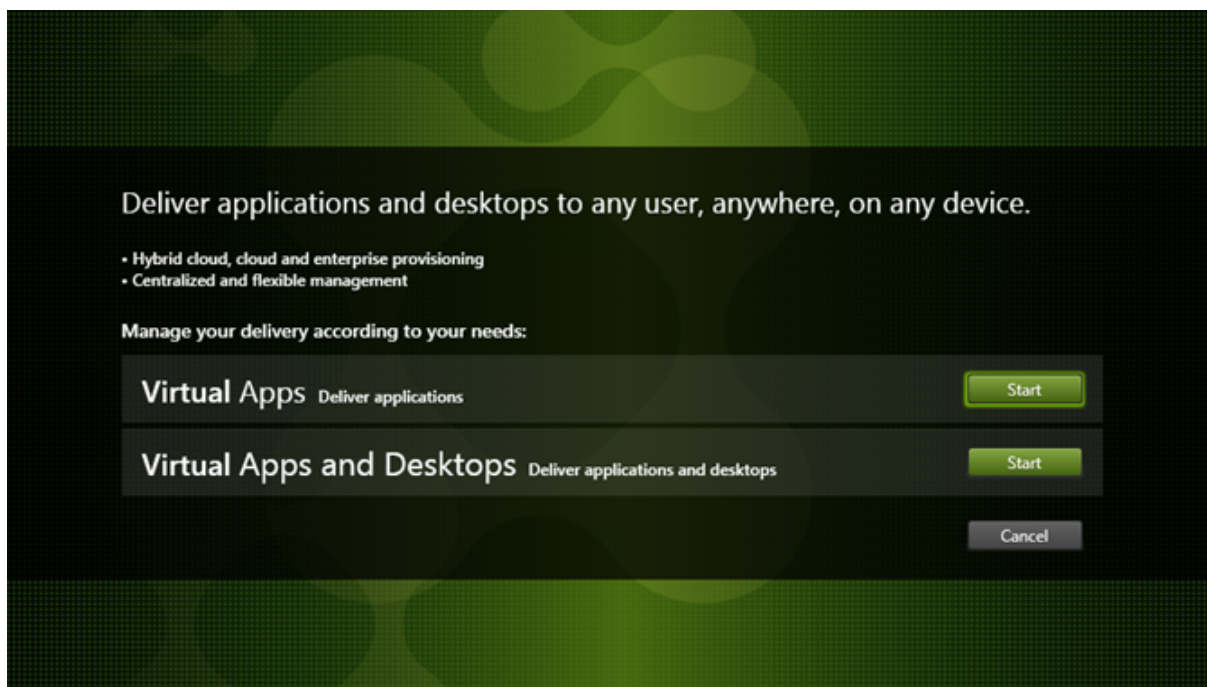 Deliver applications and desktops to any user, anywhere, on any device.
• Hybrid cloud, cloud and enterprise provisioning
• Centralized and flexible management
Manage your delivery according to your needs:
Virtual Apps Deliver applications Start
Virtual Apps and Desktops Deliver applications and desktops Start
Cancel